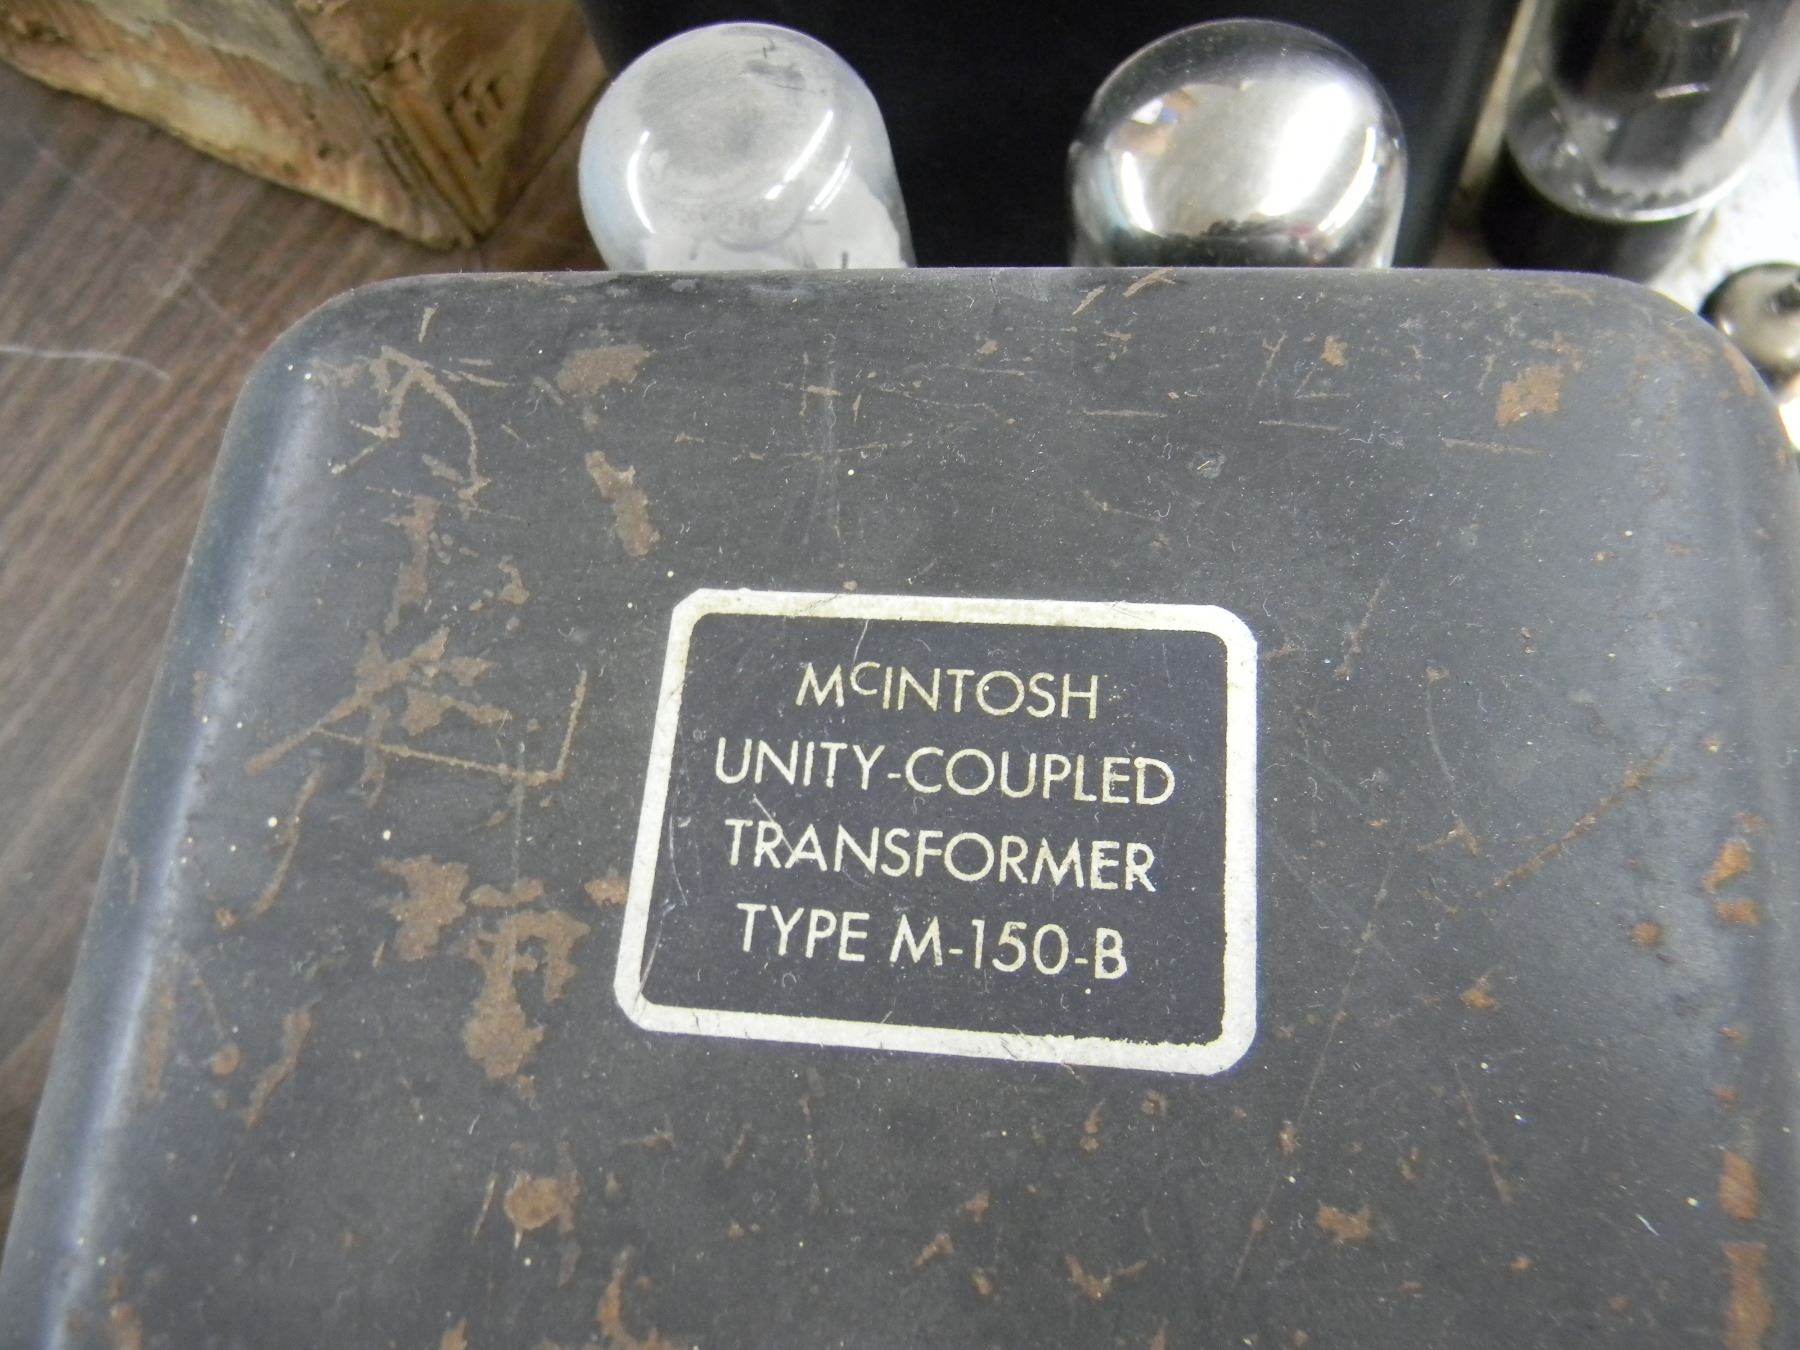 McINTOSH
UNITY-COUPLED
TRANSFORMER
TYPE M-150-B